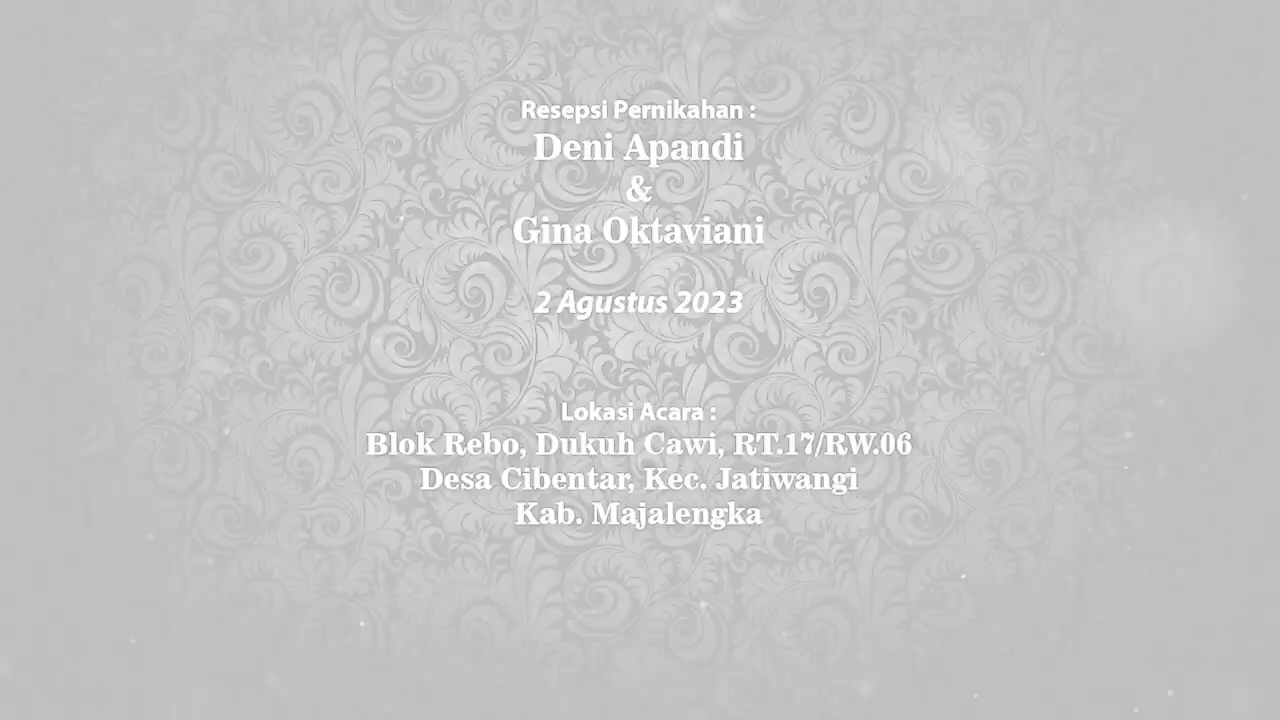 Resepsi Pernikahan :
Deni Apandi
&
Gina Oktaviani
2 Agustus 2023
Lokasi Acara :
Blok Rebo, Dukuh Cawi, RT.17/RW.06
Desa Cibentar, Kec. Jatiwangi
Kab. Majalengka